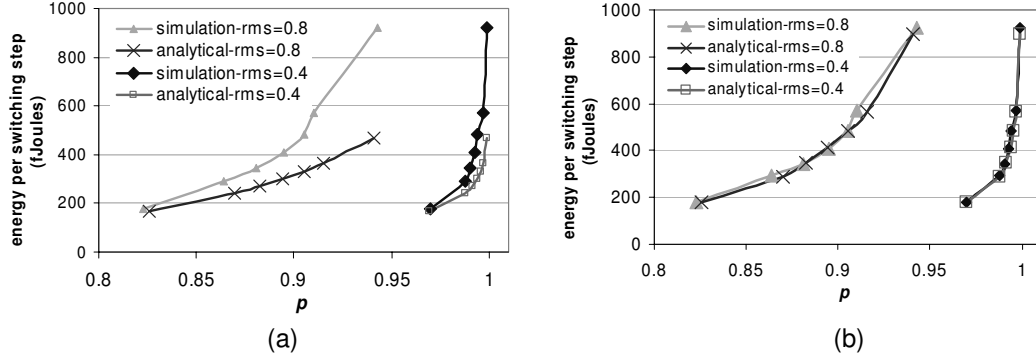 energy per switching step
(fJoules)
1000
800
600
400
200
0
0.8
0.85
0.9
0.95
1
p
simulation-rms=0.8
analytical-rms=0.8
simulation-rms=0.4
analytical-rms=0.4
(a)
energy per switching step
(fJoules)
1000
800
600
400
200
0
0.8
0.85
0.9
0.95
1
p
simulation-rms=0.8
analytical-rms=0.8
simulation-rms=0.4
analytical-rms=0.4
(b)